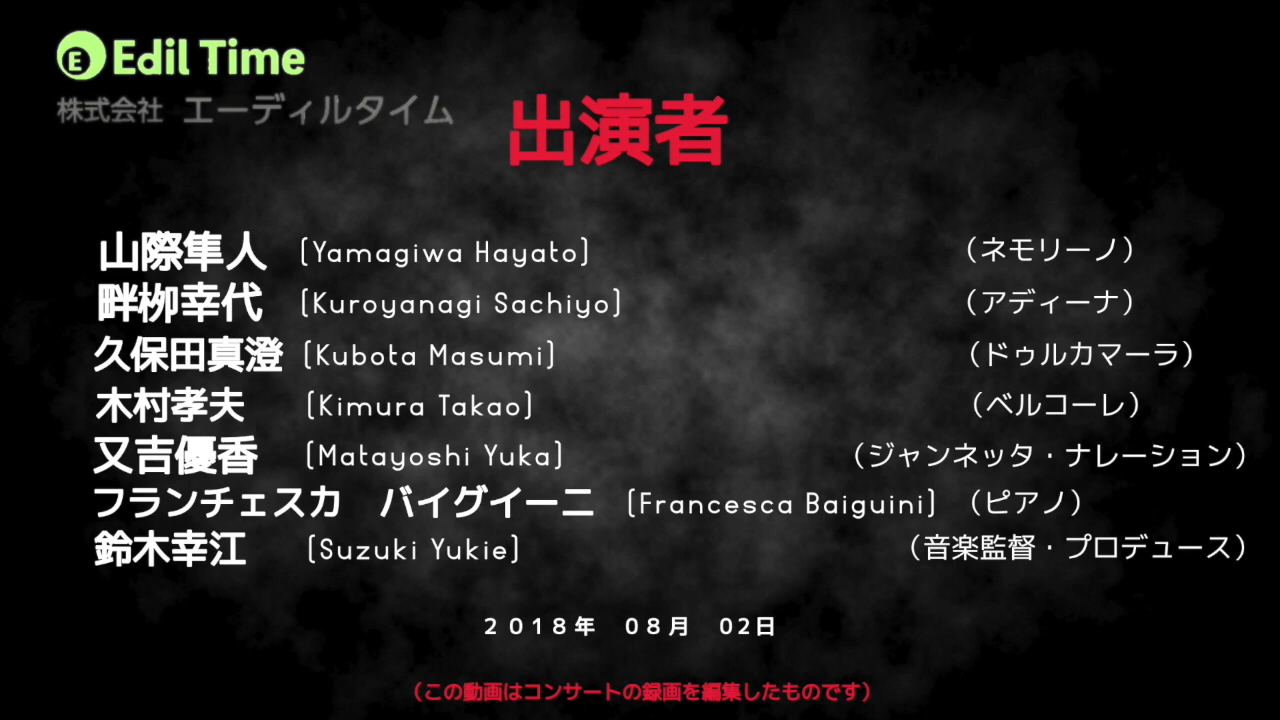 Edil Time
株式会社 エーディルタイム
出演者
山際隼人 (Yamagiwa Hayato) （ネモリーノ）
畔栁幸代 (Kuroyanagi Sachiyo) （アディーナ）
久保田真澄 (Kubota Masumi) （ドゥルカマーラ）
木村孝夫 (Kimura Takao) （ベルコーレ）
又吉優香 (Matayoshi Yuka) （ジャンネッタ・ナレーション）
フランチェスカ　バイグイーニ (Francesca Baiguini) （ピアノ）
鈴木幸江 (Suzuki Yukie) （音楽監督・プロデュース）
２０１８年　０８月　０２日
（この動画はコンサートの録画を編集したものです）